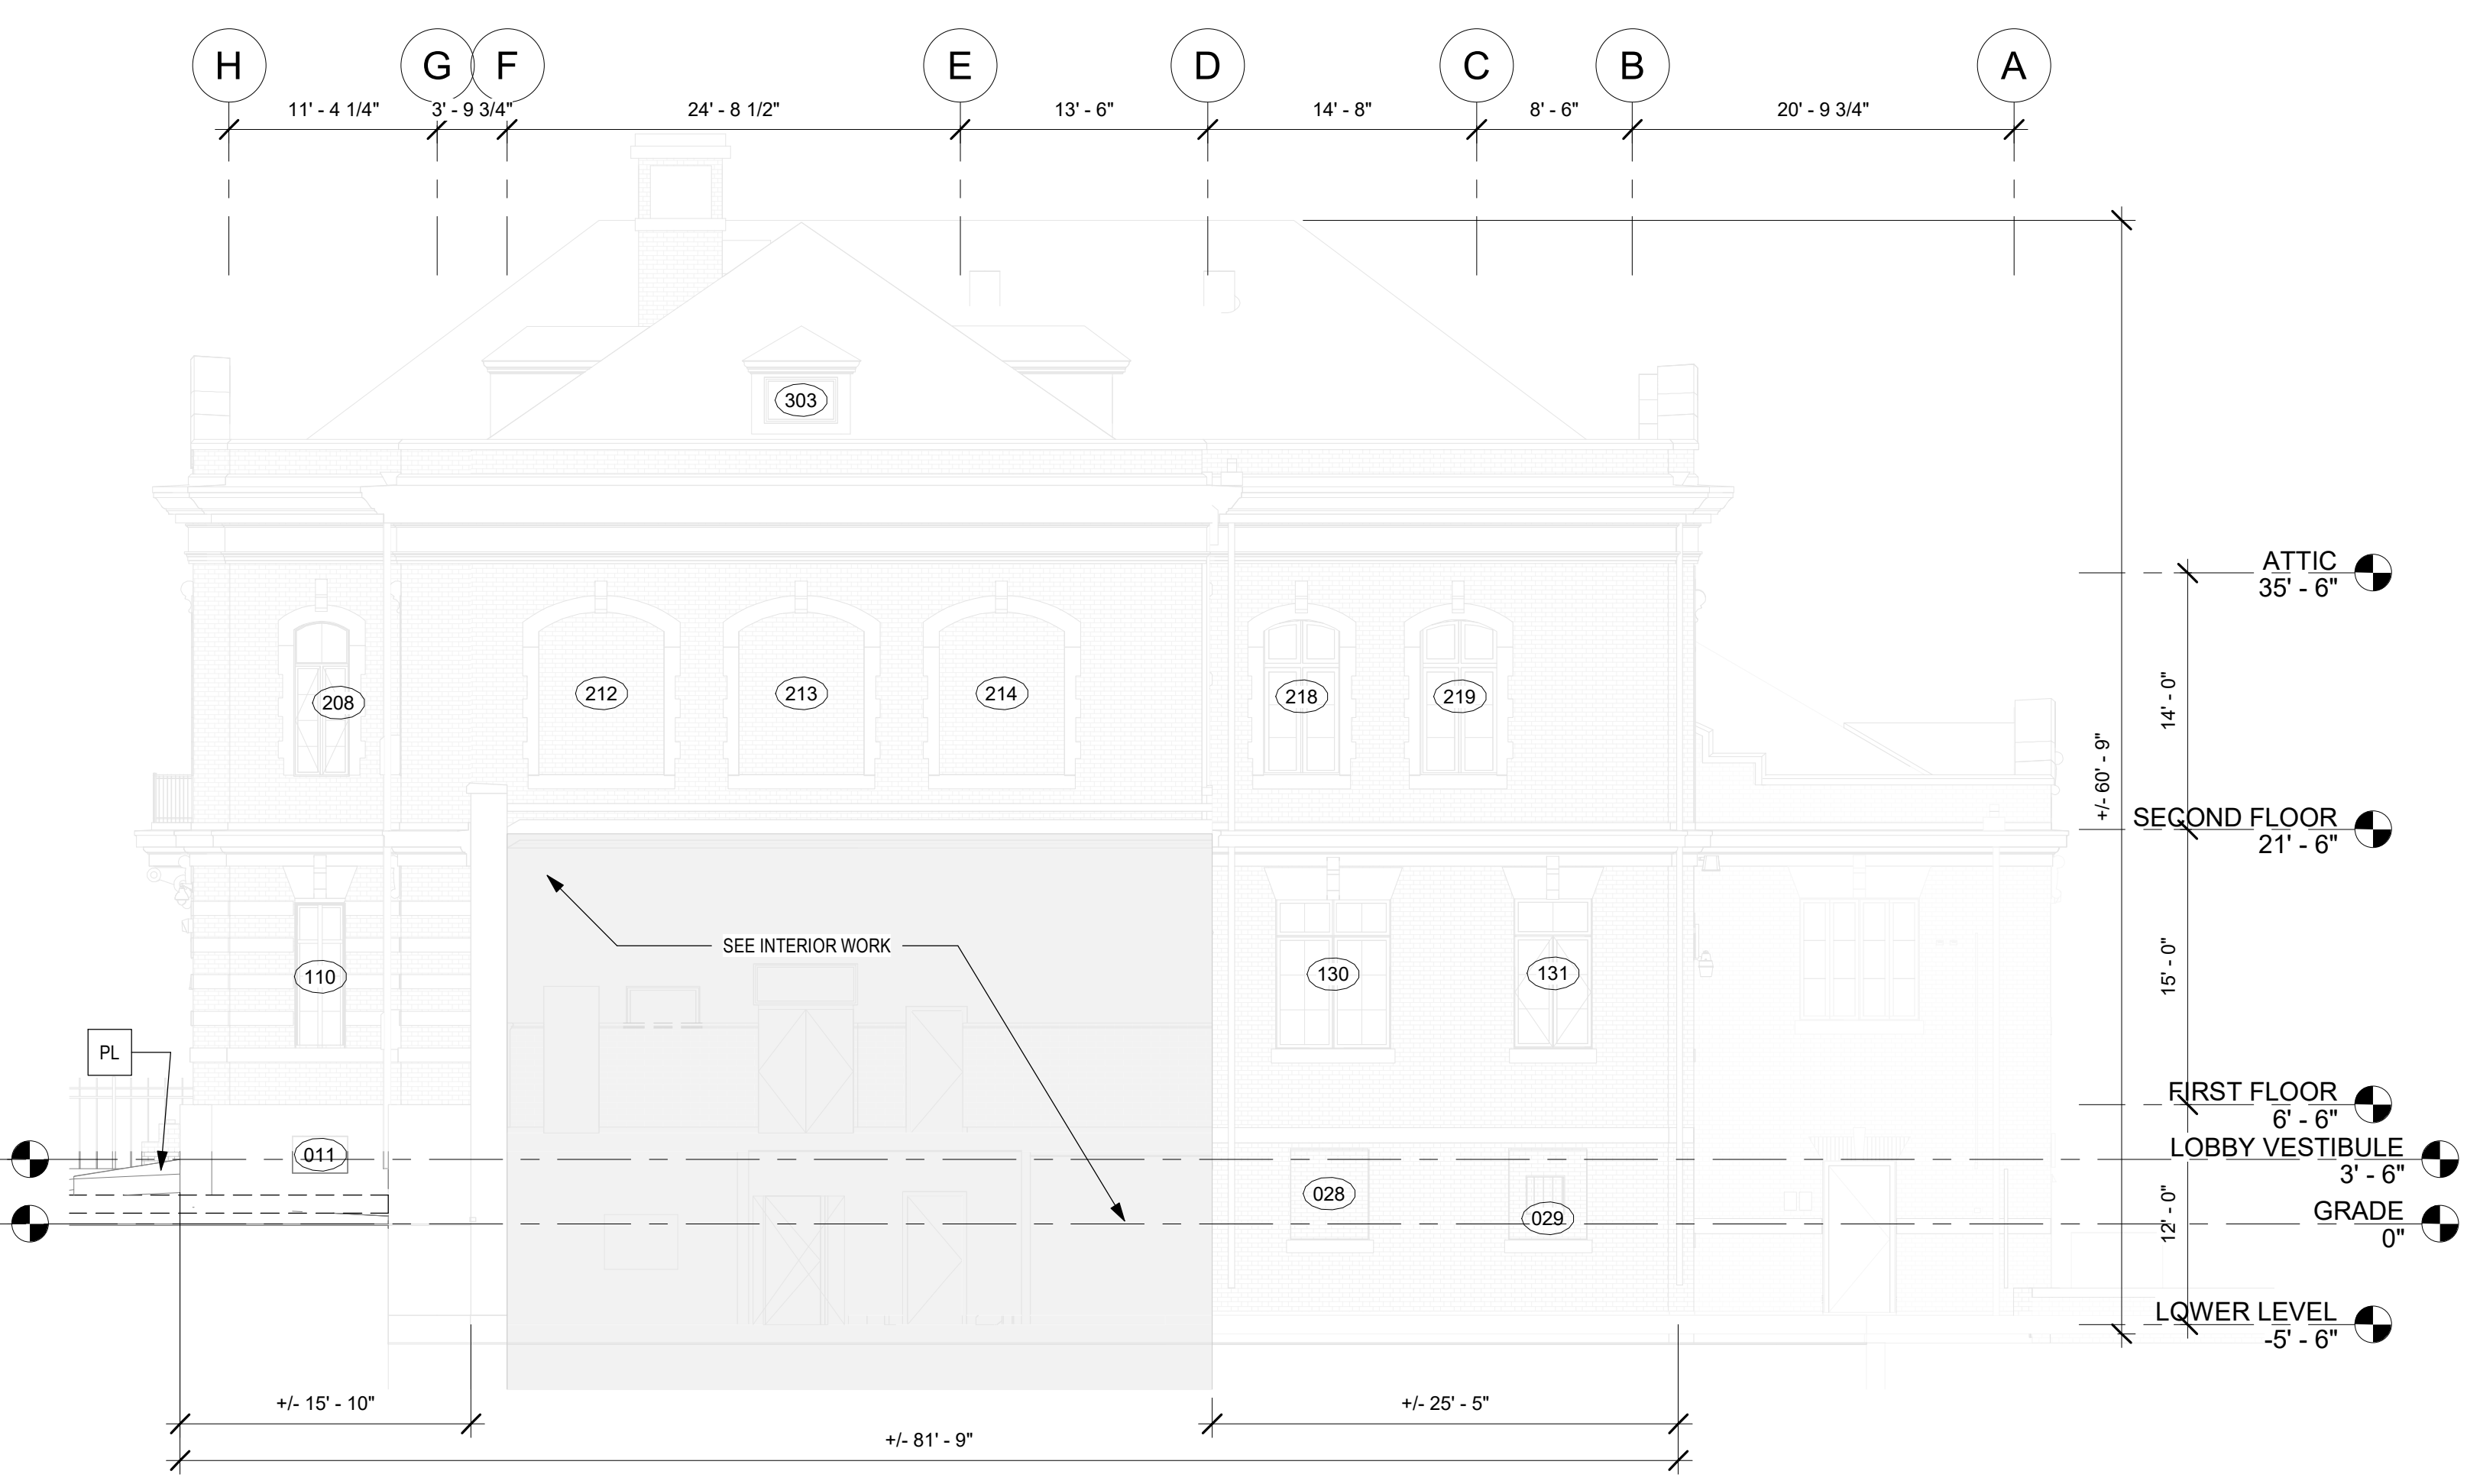 H G F E D C B A
11' - 4 1/4" 3' - 9 3/4" 24' - 8 1/2" 13' - 6" 14' - 8" 8' - 6" 20' - 9 3/4"
303
ATTIC
35' - 6"
208 212 213 214 218 219
14' - 0"
+/- 60' - 9"
SECOND FLOOR
21' - 6"
SEE INTERIOR WORK
110 130 131
15' - 0"
PL
FIRST FLOOR
6' - 6"
011
LOBBY VESTIBULE
3' - 6"
028 029
12' - 0"
GRADE
0"
LOWER LEVEL
-5' - 6"
+/- 15' - 10" +/- 25' - 5"
+/- 81' - 9"